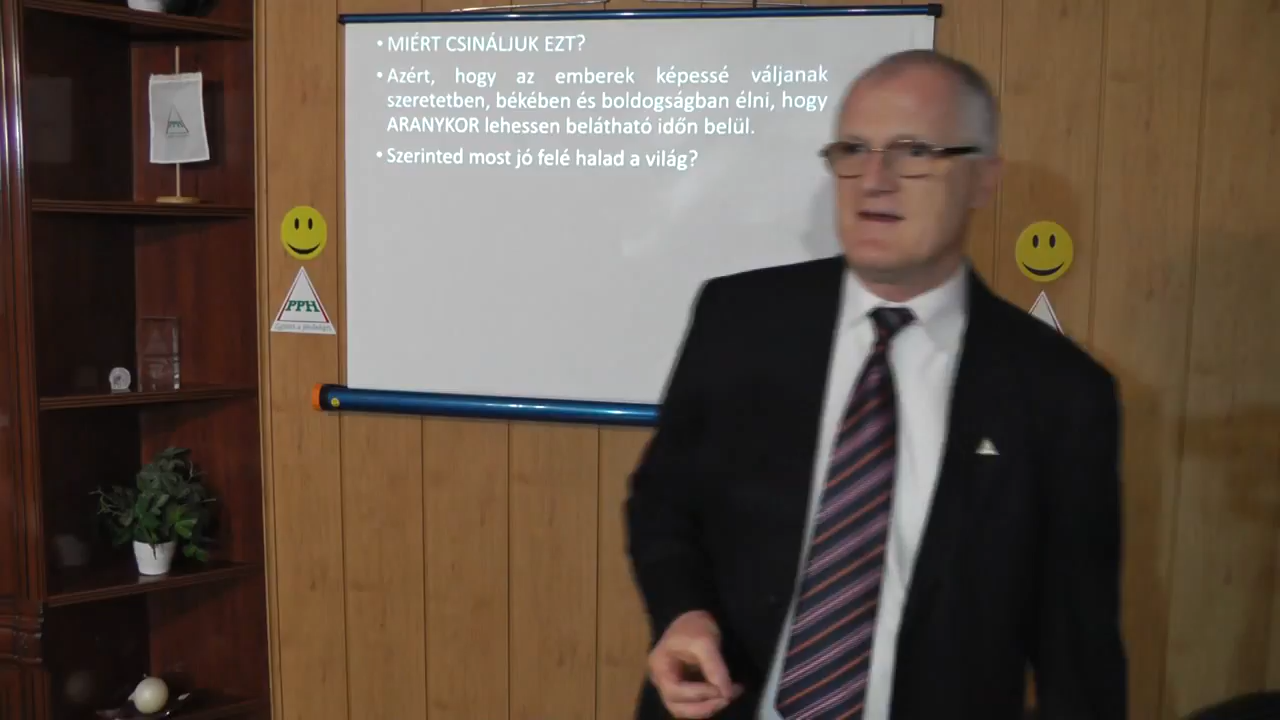 • MIÉRT CSINÁLJUK EZT?
• Azért, hogy az emberek képessé váljanak
szeretetben, békében és boldogságban élni, hogy
ARANYKOR lehessen belátható időn belül.
• Szerinted most jó felé halad a világ?
PPH
PPH